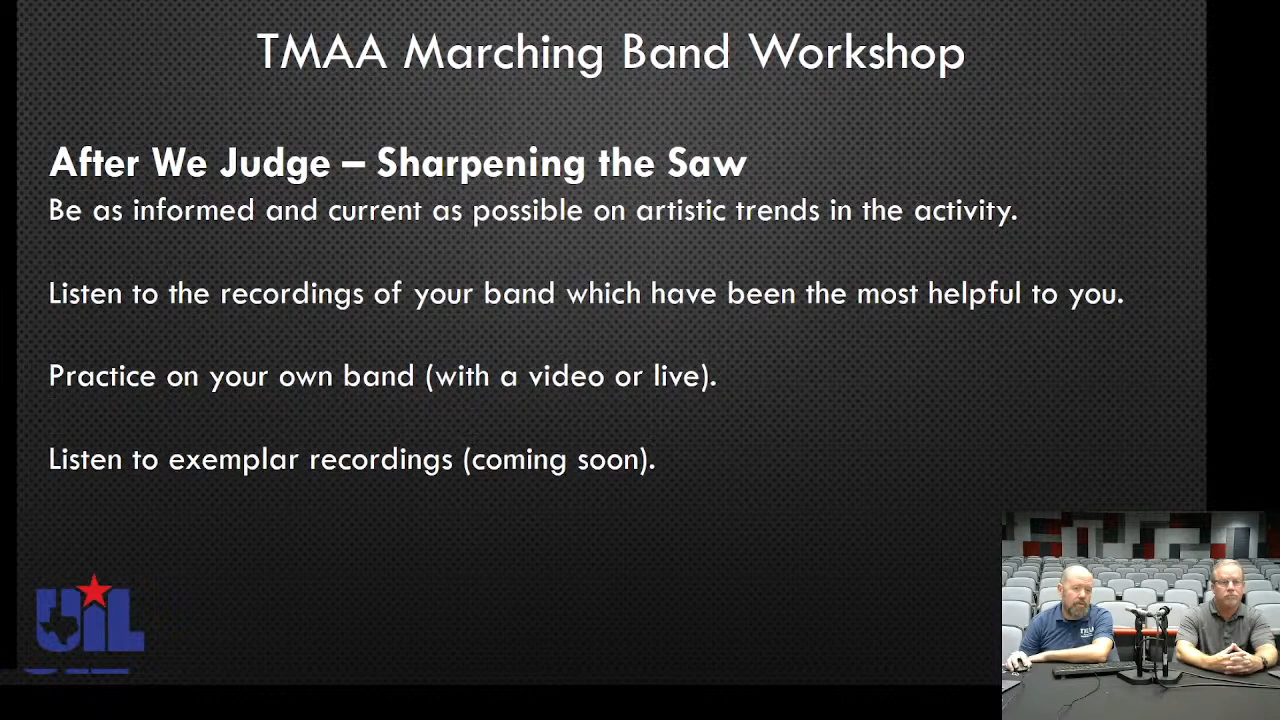 TMAA Marching Band Workshop
After We Judge – Sharpening the Saw
Be as informed and current as possible on artistic trends in the activity.
Listen to the recordings of your band which have been the most helpful to you.
Practice on your own band (with a video or live).
Listen to exemplar recordings (coming soon).
UIL